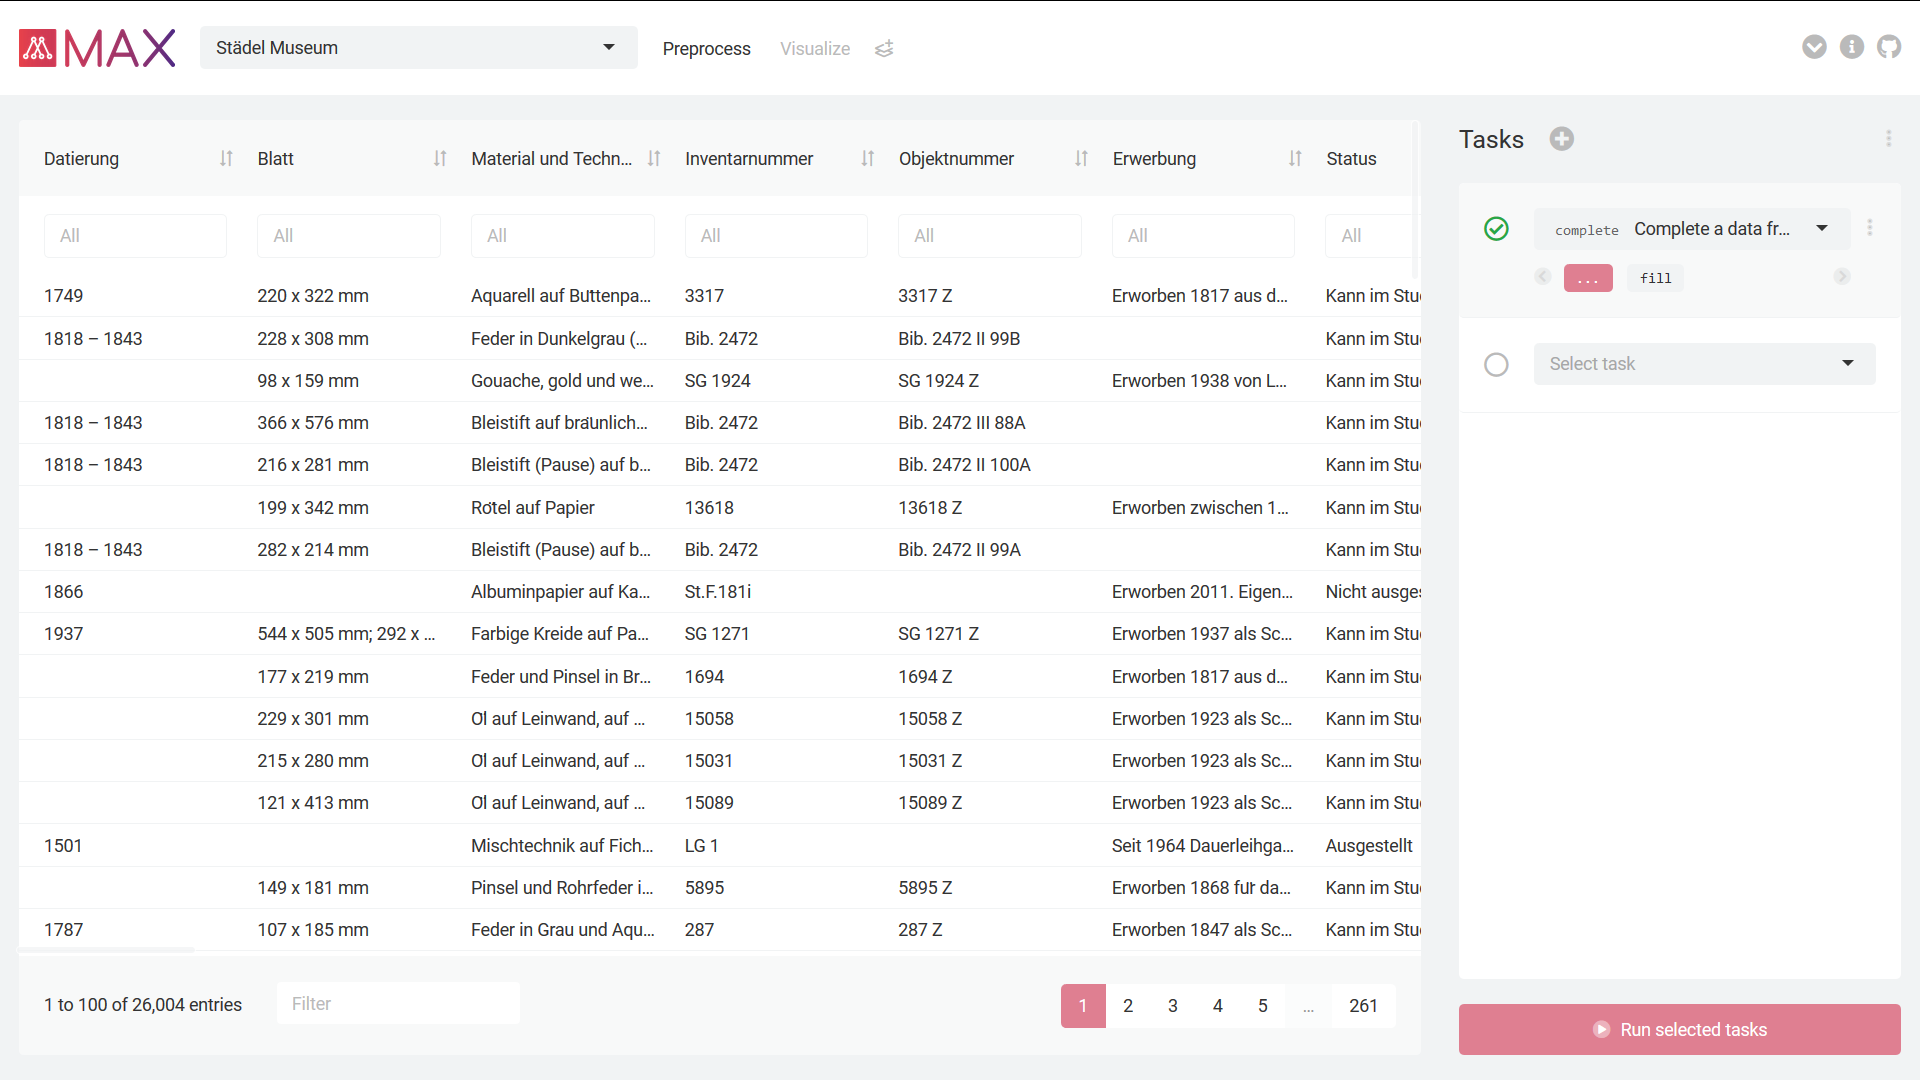 MAX
Städel Museum
Preprocess Visualize
Datierung Blatt Material und Techn... Inventarnummer Objektnummer Erwerbung Status
All All All All All All All
1749 220 x 322 mm Aquarell auf Büttenpa... 3317 3317 Z Erworben 1817 aus d... Kann im Stu
1818 – 1843 228 x 308 mm Feder in Dunkelgrau (... Bib. 2472 Bib. 2472 II 99B Kann im Stu
98 x 159 mm Gouache, gold und we... SG 1924 SG 1924 Z Erworben 1938 von L... Kann im Stu
1818 – 1843 366 x 576 mm Bleistift auf bräunlich... Bib. 2472 Bib. 2472 III 88A Kann im Stu
1818 – 1843 216 x 281 mm Bleistift (Pause) auf b... Bib. 2472 Bib. 2472 II 100A Kann im Stu
199 x 342 mm Rötel auf Papier 13618 13618 Z Erworben zwischen 1... Kann im Stu
1818 – 1843 282 x 214 mm Bleistift (Pause) auf b... Bib. 2472 Bib. 2472 II 99A Kann im Stu
1866 Albuminpapier auf Ka... St.F.181i Erworben 2011. Eigen... Nicht ausges
1937 544 x 505 mm; 292 x ... Farbige Kreide auf Pa... SG 1271 SG 1271 Z Erworben 1937 als Sc... Kann im Stu
177 x 219 mm Feder und Pinsel in Br... 1694 1694 Z Erworben 1817 aus d... Kann im Stu
229 x 301 mm Öl auf Leinwand, auf ... 15058 15058 Z Erworben 1923 als Sc... Kann im Stu
215 x 280 mm Öl auf Leinwand, auf ... 15031 15031 Z Erworben 1923 als Sc... Kann im Stu
121 x 413 mm Öl auf Leinwand, auf ... 15089 15089 Z Erworben 1923 als Sc... Kann im Stu
1501 Mischtechnik auf Fich... LG 1 Seit 1964 Dauerleihga... Ausgestellt
149 x 181 mm Pinsel und Rohrfeder i... 5895 5895 Z Erworben 1868 für da... Kann im Stu
1787 107 x 185 mm Feder in Grau und Aqu... 287 287 Z Erworben 1847 als Sc... Kann im Stu
1 to 100 of 26,004 entries Filter 1 2 3 4 5 ... 261
Tasks
complete Complete a data fr...
... fill
Select task
Run selected tasks